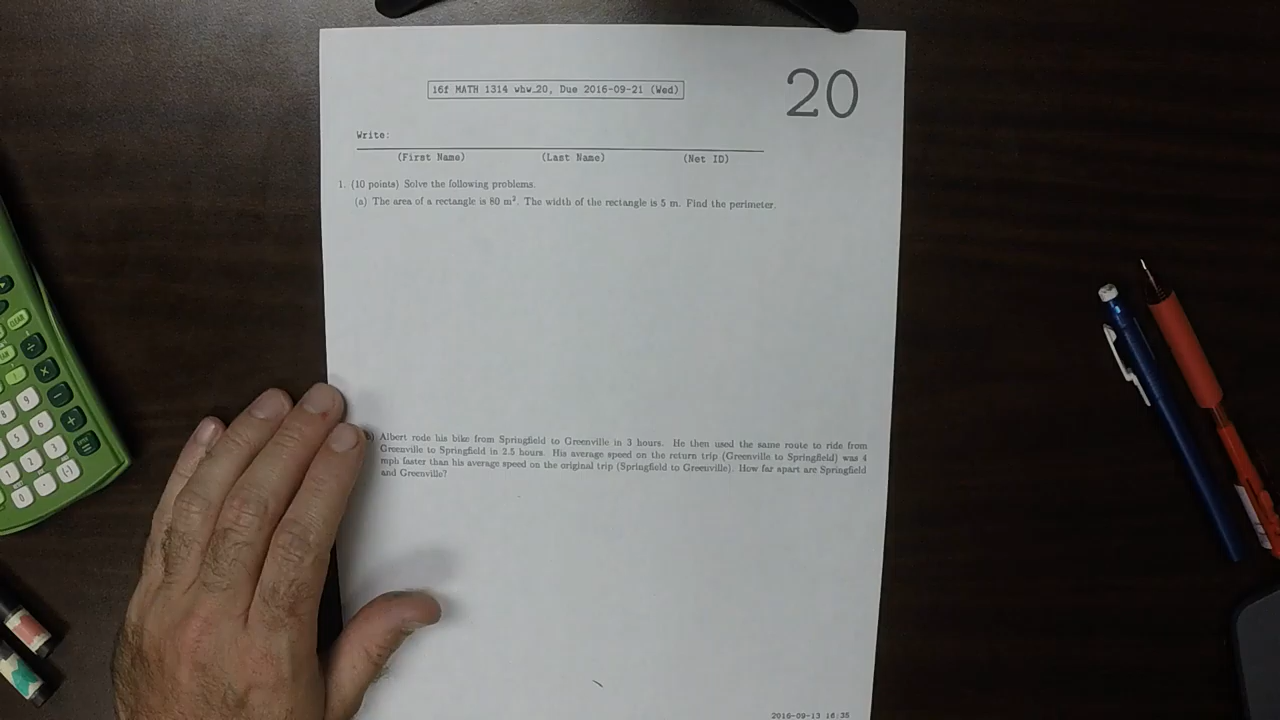 20
16f MATH 1314 whw_20, Due 2016-09-21 (Wed)
Write:
(First Name) (Last Name) (Net ID)
1. (10 points) Solve the following problems.
(a) The area of a rectangle is 80 m². The width of the rectangle is 5 m. Find the perimeter.
Albert rode his bike from Springfield to Greenville in 3 hours. He then used the same route to ride from
Greenville to Springfield in 2.5 hours. His average speed on the return trip (Greenville to Springfield) was 4
mph faster than his average speed on the original trip (Springfield to Greenville). How far apart are Springfield
and Greenville?
2016-09-13 16:35